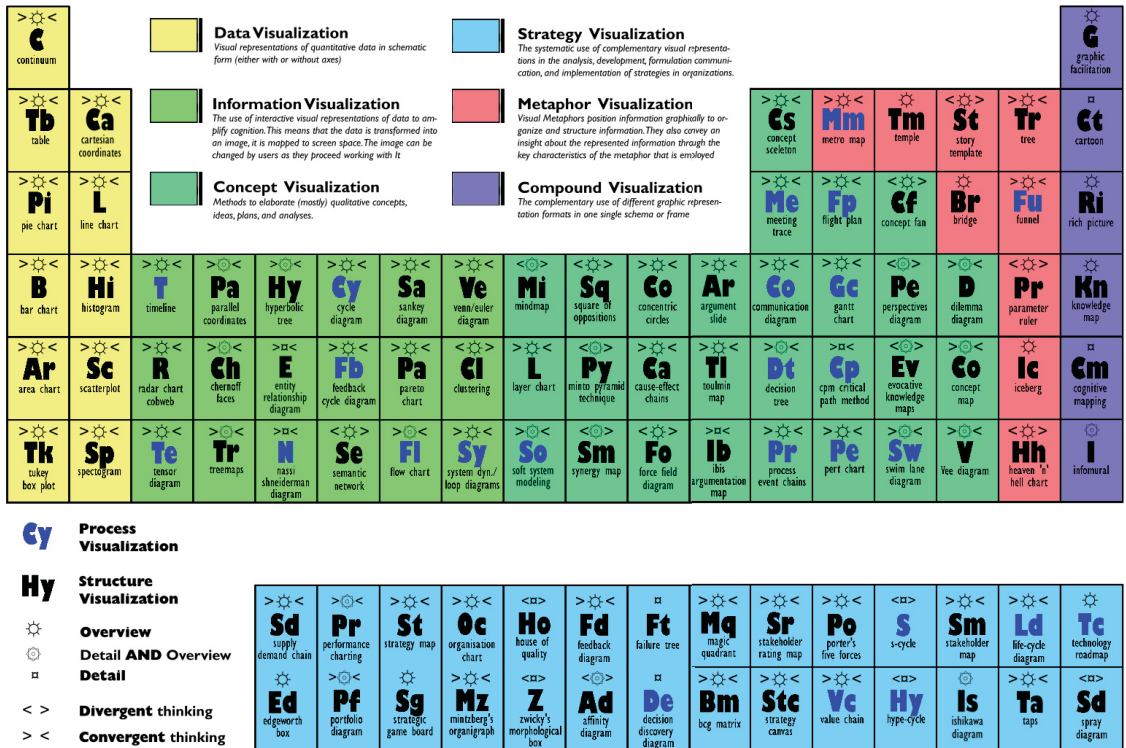 C
continuum
Data Visualization
Visual representations of quantitative data in schematic
form (either with or without axes)
Strategy Visualization
The systematic use of complementary visual representa-
tions in the analysis, development, formulation communi-
cation, and implementation of strategies in organizations.
G
graphic
facilitation
Tb
table
Ca
cartesian
coordinates
Information Visualization
The use of interactive visual representations of data to am-
plify cognition. This means that the data is transformed into
an image, it is mapped to screen space. The image can be
changed by users as they proceed working with It
Metaphor Visualization
Visual Metaphors position information graphially to or-
ganize and structure information. They also convey an
insight about the represented information thruugh the
key characteristics of the metaphor that is employed
Cs
concept
sceleton
Mm
metro map
Tm
temple
St
story
template
Tr
tree
Ct
cartoon
Pi
pie chart
L
line chart
Concept Visualization
Methods to elaborate (mostly) qualitative concepts,
ideas, plans, and analyses.
Compound Visualization
The complementary use of different graphic represen-
tation formats in one single schema or frame
Me
meeting
trace
Fp
flight plan
Cf
concept fan
Br
bridge
Fu
funnel
Ri
rich picture
B
bar chart
Hi
histogram
T
timeline
Pa
parallel
coordinates
Hy
hyperbolic
tree
Cy
cycle
diagram
Sa
sankey
diagram
Ve
venn/euler
diagram
Mi
mindmap
Sq
square of
oppositions
Co
concentric
circles
Ar
argument
slide
Co
communication
diagram
Gc
gantt
chart
Pe
perspectives
diagram
D
dilemma
diagram
Pr
parameter
ruler
Kn
knowledge
map
Ar
area chart
Sc
scatterplot
R
radar chart
cobweb
Ch
chernoff
faces
E
entity
relationship
diagram
Fb
feedback
cycle diagram
Pa
pareto
chart
Cl
clustering
L
layer chart
Py
minto pyramid
technique
Ca
cause-effect
chains
Tl
toulmin
map
Dt
decision
tree
Cp
cpm critical
path method
Ev
evocative
knowledge
maps
Co
concept
map
Ic
iceberg
Cm
cognitive
mapping
Tk
tukey
box plot
Sp
spectogram
Te
tensor
diagram
Tr
treemaps
N
nassi
shneiderman
diagram
Se
semantic
network
Fl
flow chart
Sy
system dyn./
loop diagrams
So
soft system
modeling
Sm
synergy map
Fo
force field
diagram
Ib
ibis
argumentation
map
Pr
process
event chains
Pe
pert chart
Sw
swim lane
diagram
V
Vee diagram
Hh
heaven 'n'
hell chart
I
infomural
Cy Process
Visualization
Hy Structure
Visualization
Overview
Detail AND Overview
Detail
< > Divergent thinking
> < Convergent thinking
Sd
supply
demand chain
Pr
performance
charting
St
strategy map
Oc
organisation
chart
Ho
house of
quality
Fd
feedback
diagram
Ft
failure tree
Mq
magic
quadrant
Sr
stakeholder
rating map
Po
porter's
five forces
S
s-cycle
Sm
stakeholder
map
Ld
life-cycle
diagram
Tc
technology
roadmap
Ed
edgeworth
box
Pf
portfolio
diagram
Sg
strategic
game board
Mz
mintzberg's
organigraph
Z
zwicky's
morphological
box
Ad
affinity
diagram
De
decision
discovery
diagram
Bm
bcg matrix
Stc
strategy
canvas
Vc
value chain
Hy
hype-cycle
Is
ishikawa
diagram
Ta
taps
Sd
spray
diagram